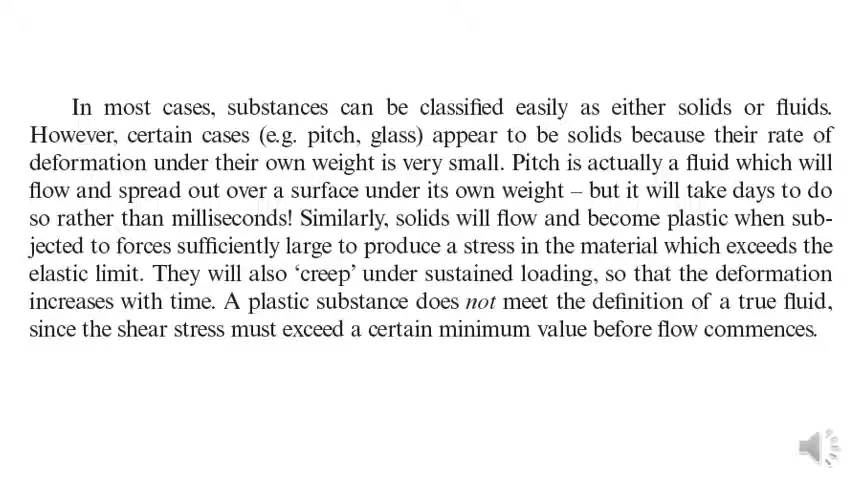 In most cases, substances can be classified easily as either solids or fluids.
However, certain cases (e.g. pitch, glass) appear to be solids because their rate of
deformation under their own weight is very small. Pitch is actually a fluid which will
flow and spread out over a surface under its own weight – but it will take days to do
so rather than milliseconds! Similarly, solids will flow and become plastic when sub-
jected to forces sufficiently large to produce a stress in the material which exceeds the
elastic limit. They will also ‘creep’ under sustained loading, so that the deformation
increases with time. A plastic substance does not meet the definition of a true fluid,
since the shear stress must exceed a certain minimum value before flow commences.